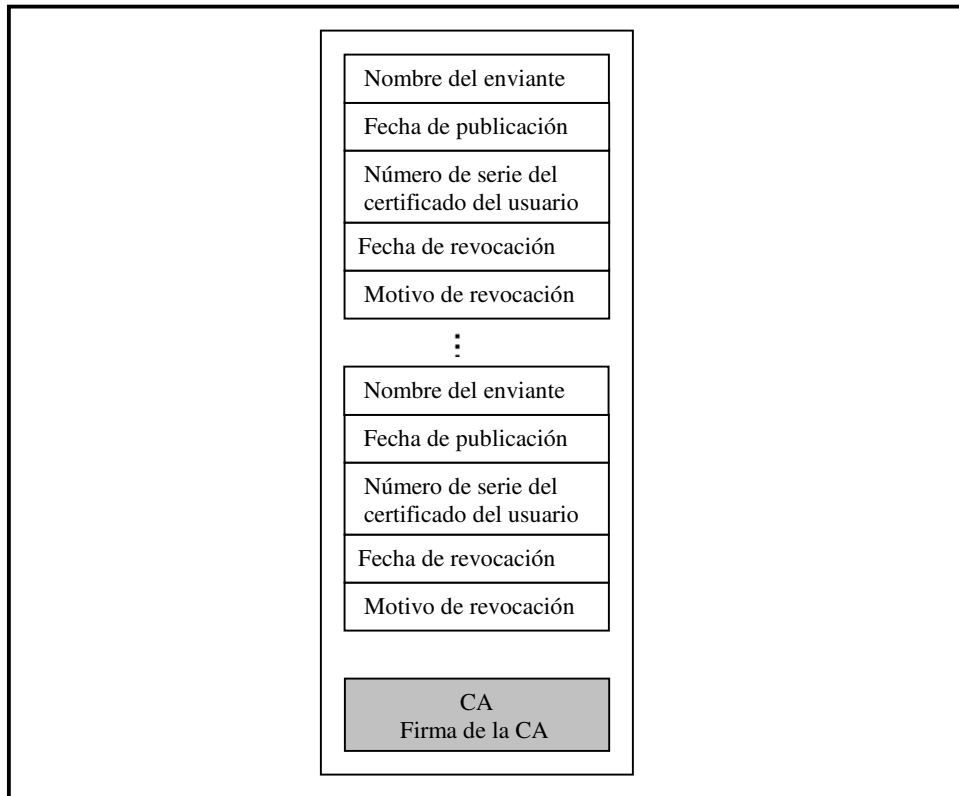 Nombre del enviante
Fecha de publicación
Número de serie del
certificado del usuario
Fecha de revocación
Motivo de revocación
Nombre del enviante
Fecha de publicación
Número de serie del
certificado del usuario
Fecha de revocación
Motivo de revocación
CA
Firma de la CA